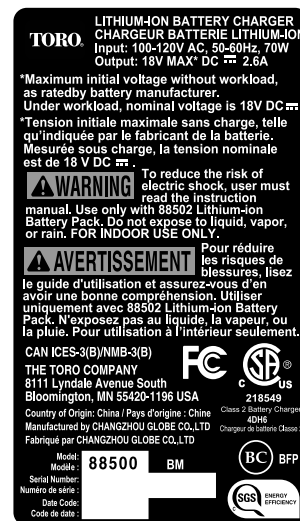 TORO.
LITHIUM-ION BATTERY CHARGER
CHARGEUR BATTERIE LITHIUM-ION
Input: 100-120V AC, 50-60Hz, 70W
Output: 18V MAX* DC ⎓ 2.6A
*Maximum initial voltage without workload,
as ratedby battery manufacturer.
Under workload, nominal voltage is 18V DC⎓
*Tension initiale maximale sans charge, telle
qu'indiquée par le fabricant de la batterie.
Mesurée sous charge, la tension nominale
est de 18 V DC ⎓ .
WARNING To reduce the risk of
electric shock, user must
read the instruction
manual. Use only with 88502 Lithium-ion
Battery Pack. Do not expose to liquid, vapor,
or rain. FOR INDOOR USE ONLY.
AVERTISSEMENT Pour réduire
les risques de
blessures, lisez
le guide d'utilisation et assurez-vous d'en
avoir une bonne compréhension. Utiliser
uniquement avec 88502 Lithium-ion Battery
Pack. N'exposez pas au liquide, la vapeur, ou
la pluie. Pour utilisation à l'intérieur seulement.
CAN ICES-3(B)/NMB-3(B)
THE TORO COMPANY
8111 Lyndale Avenue South
Bloomington, MN 55420-1196 USA
Country of Origin: China / Pays d'origine : Chine
Manufactured by CHANGZHOU GLOBE CO.,LTD
Fabriqué par CHANGZHOU GLOBE CO.,LTD
FC
C SA US
®
218549
Class 2 Battery Charger
4DH6
Chargeur de batterie Classe 2
Model:
Modèle :
88500 BM
Serial Number:
Numéro de série :
Date Code:
Code de date :
BC BFP
SGS ENERGY
EFFICIENCY